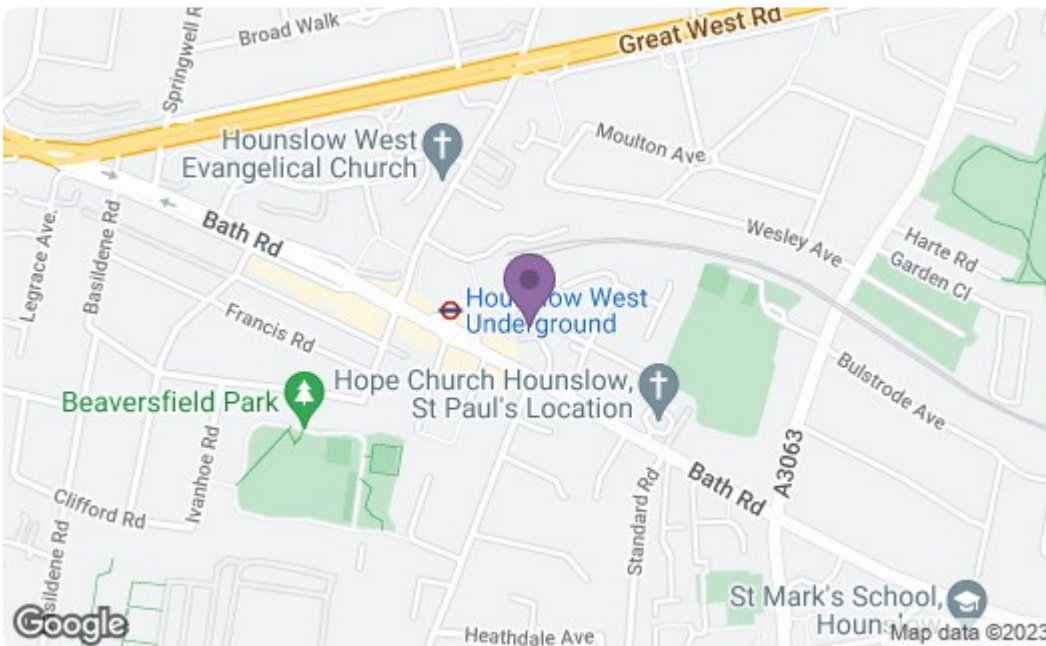 Springwell R
Broad Walk
Great West Rd
Hounslow West
Evangelical Church
Moulton Ave
Legrace Ave.
Basildene Rd
Bath Rd
Wesley Ave
Harte Rd
Garden Cl
Francis Rd
Hounslow West
Underground
Hope Church Hounslow,
St Paul's Location
Beaversfield Park
Bulstrode Ave
Ivanhoe Rd
Clifford Rd
A3063
Bath Rd
Standard Rd
sildene Rd
St Mark's School,
Hounslow
Heathdale Ave
Google
Map data ©2023